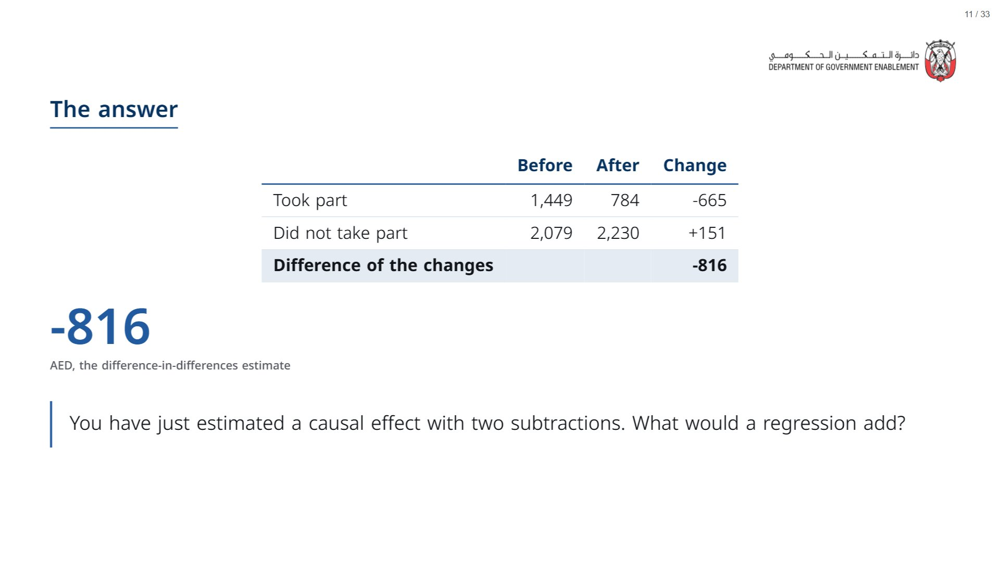 11 / 33
دائرة التمكين الحكومي
DEPARTMENT OF GOVERNMENT ENABLEMENT
The answer
Before After Change
Took part 1,449 784 -665
Did not take part 2,079 2,230 +151
Difference of the changes -816
-816
AED, the difference-in-differences estimate
You have just estimated a causal effect with two subtractions. What would a regression add?